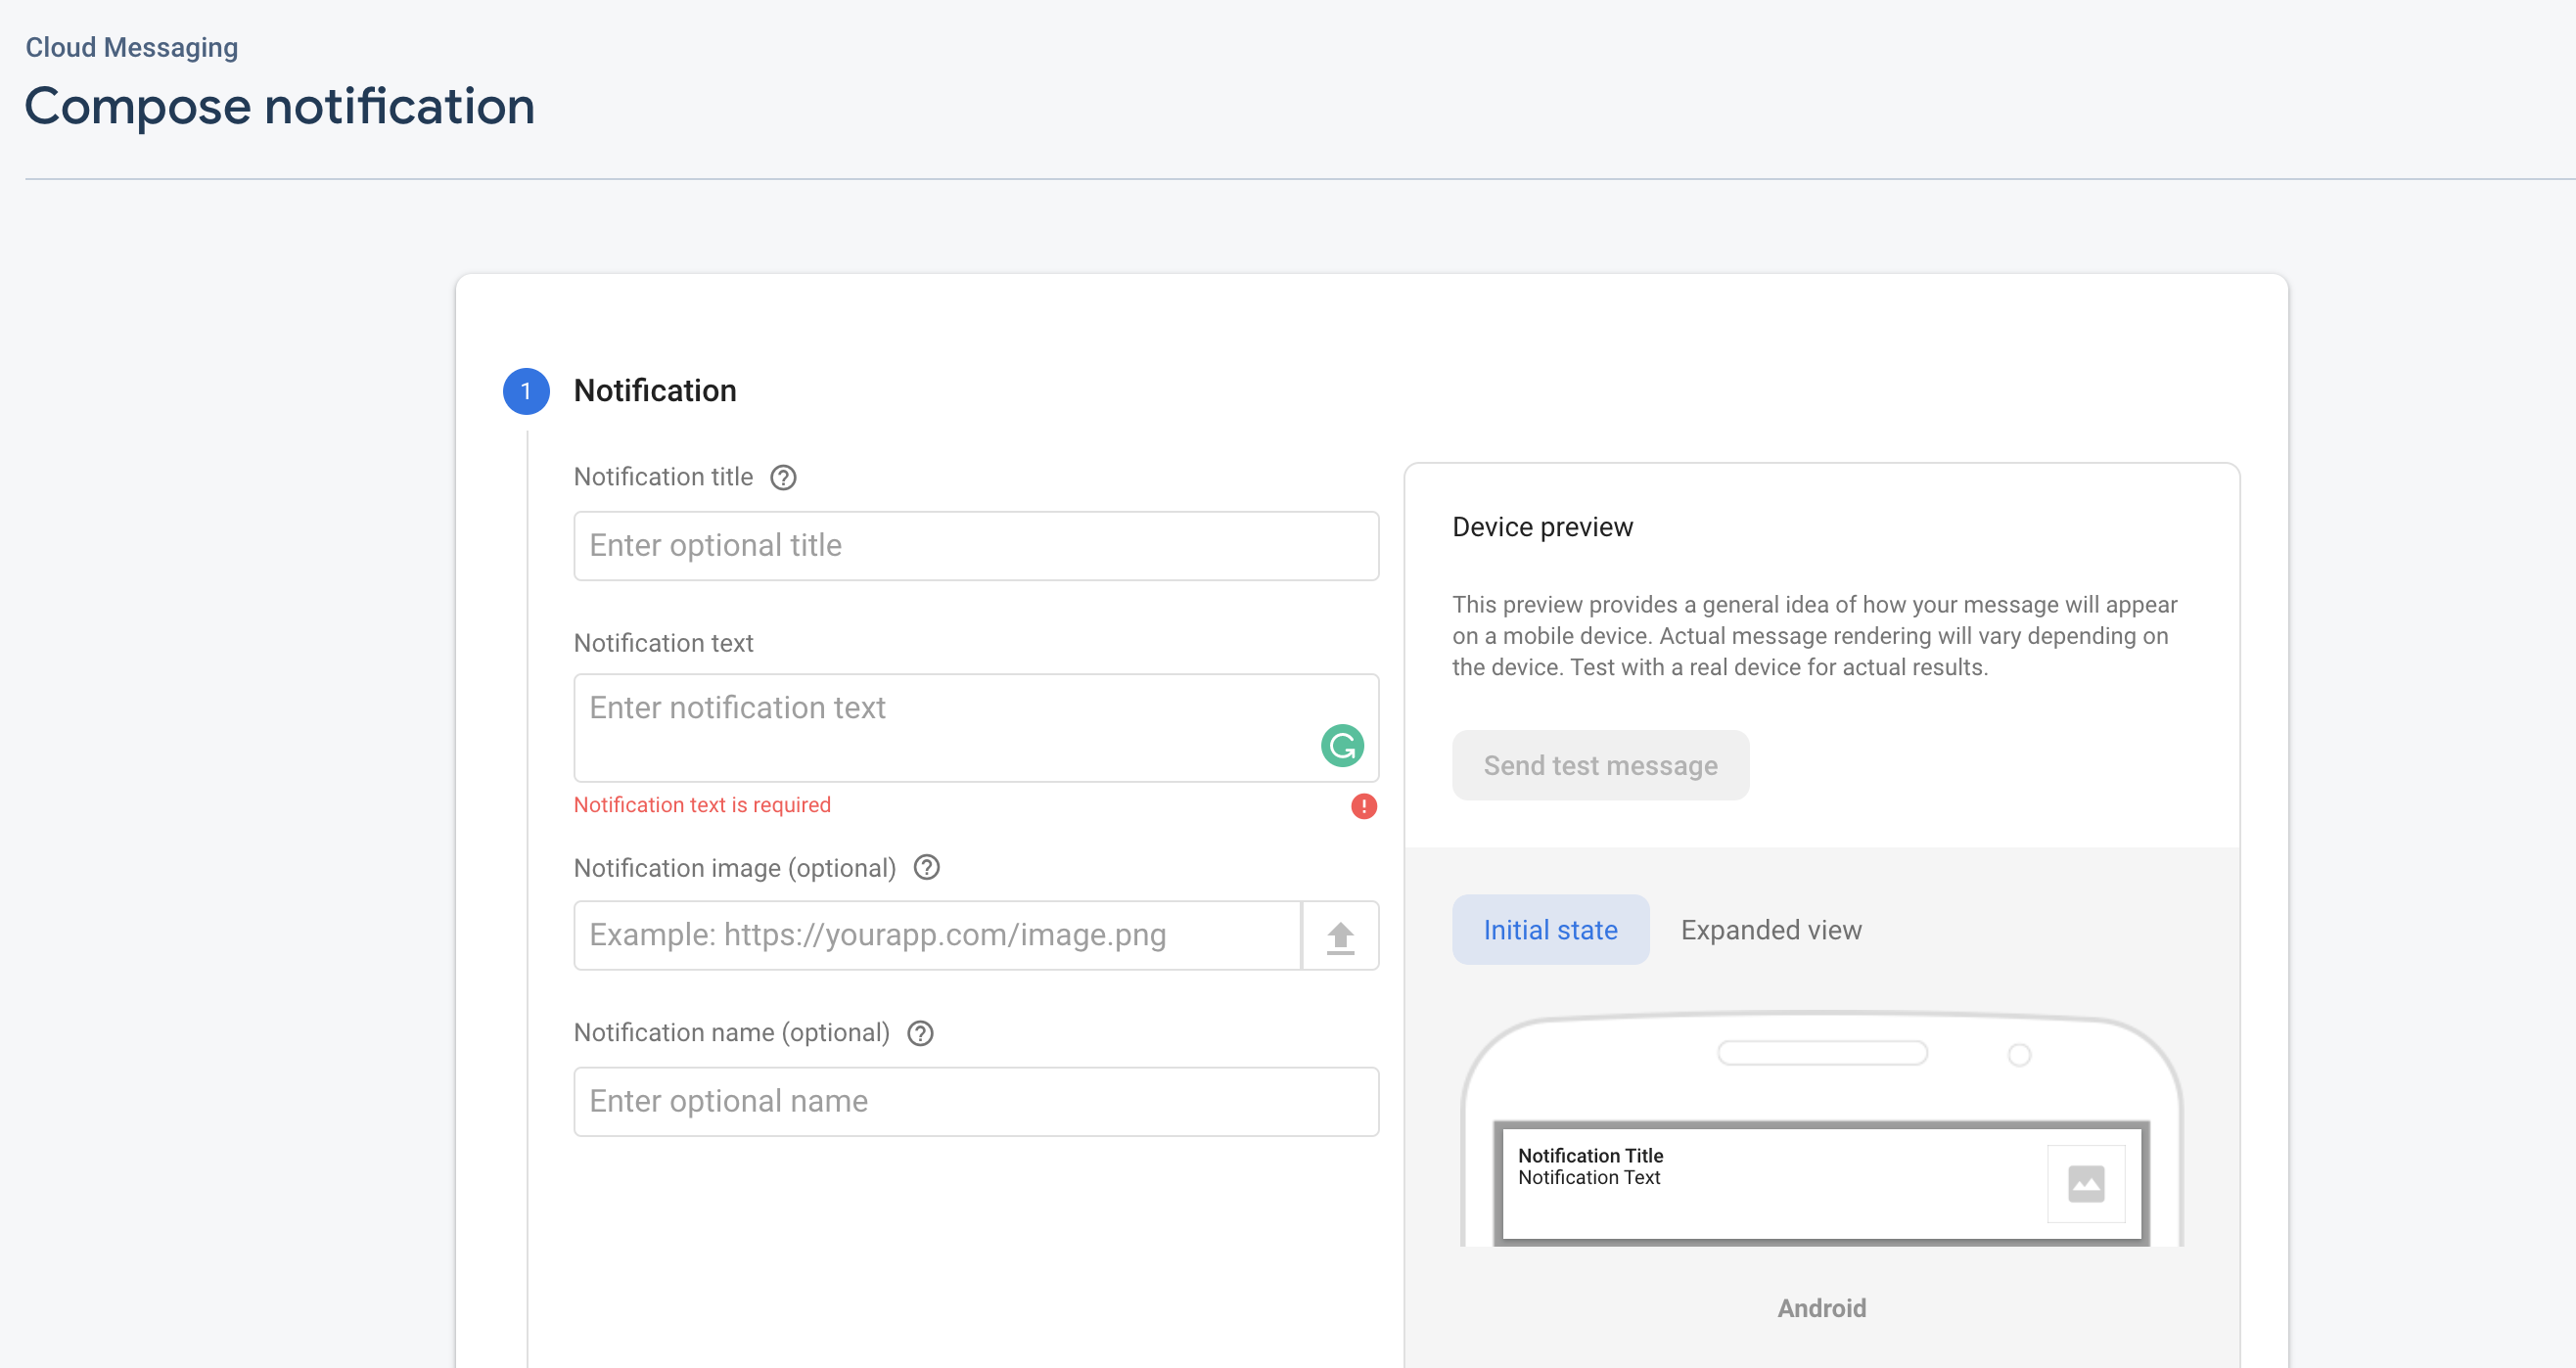 Cloud Messaging
Compose notification
1
Notification
Notification title
Enter optional title
Notification text
Enter notification text
Notification text is required
Notification image (optional)
Example: https://yourapp.com/image.png
Notification name (optional)
Enter optional name
Device preview
This preview provides a general idea of how your message will appear
on a mobile device. Actual message rendering will vary depending on
the device. Test with a real device for actual results.
Send test message
Initial state
Expanded view
Notification Title
Notification Text
Android